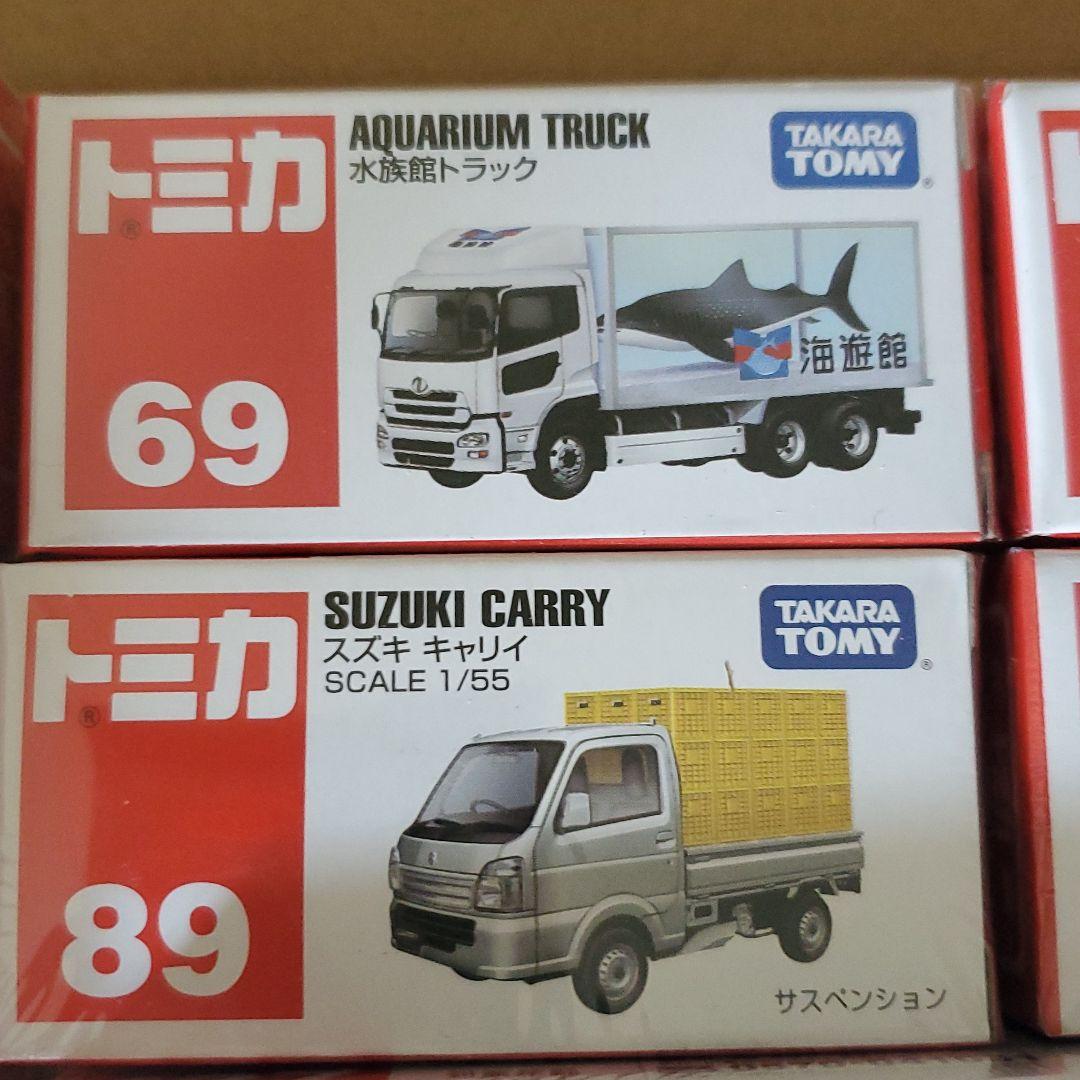 トミカ
®
69
AQUARIUM TRUCK
水族館トラック
TAKARA
TOMY
®
海遊館
トミカ
®
89
SUZUKI CARRY
スズキ キャリイ
SCALE 1/55
TAKARA
TOMY
®
サスペンション